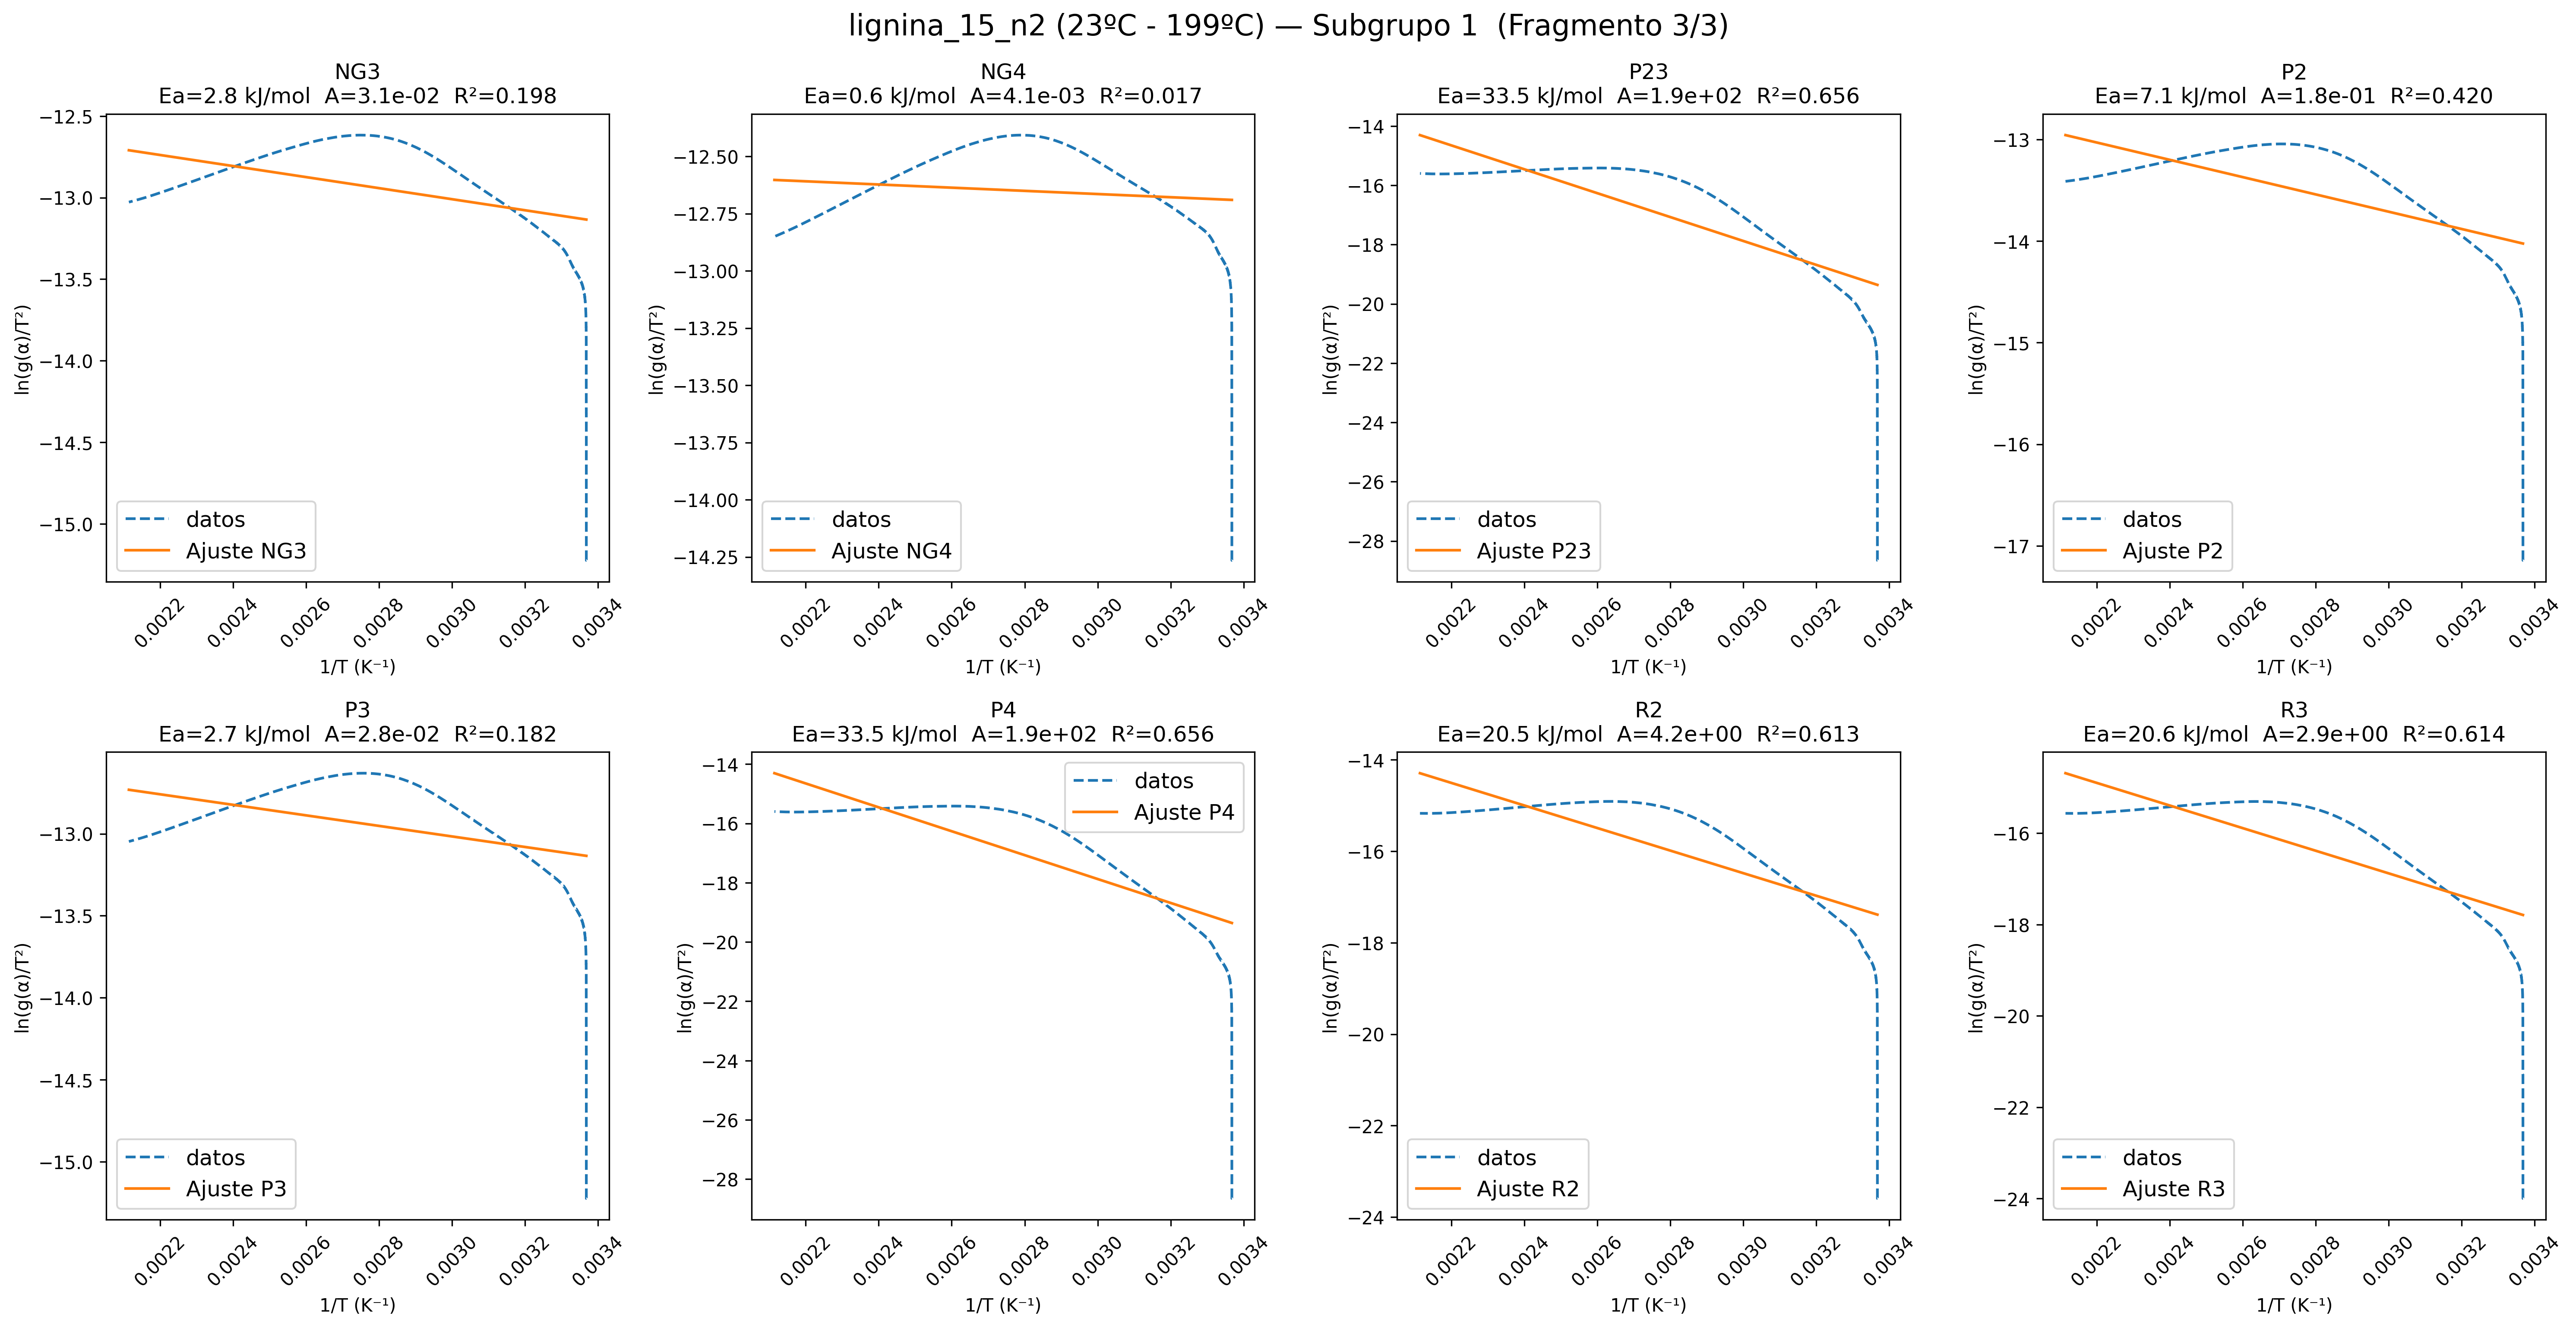 lignina_15_n2 (23ºC - 199ºC) — Subgrupo 1  (Fragmento 3/3)
NG3
Ea=2.8 kJ/mol  A=3.1e-02  R²=0.198
−12.5
−13.0
−13.5
−14.0
−14.5
−15.0
ln(g(α)/T²)
datos
Ajuste NG3
0.0022
0.0024
0.0026
0.0028
0.0030
0.0032
0.0034
1/T (K⁻¹)
NG4
Ea=0.6 kJ/mol  A=4.1e-03  R²=0.017
−12.50
−12.75
−13.00
−13.25
−13.50
−13.75
−14.00
−14.25
ln(g(α)/T²)
datos
Ajuste NG4
0.0022
0.0024
0.0026
0.0028
0.0030
0.0032
0.0034
1/T (K⁻¹)
P23
Ea=33.5 kJ/mol  A=1.9e+02  R²=0.656
−14
−16
−18
−20
−22
−24
−26
−28
ln(g(α)/T²)
datos
Ajuste P23
0.0022
0.0024
0.0026
0.0028
0.0030
0.0032
0.0034
1/T (K⁻¹)
P2
Ea=7.1 kJ/mol  A=1.8e-01  R²=0.420
−13
−14
−15
−16
−17
ln(g(α)/T²)
datos
Ajuste P2
0.0022
0.0024
0.0026
0.0028
0.0030
0.0032
0.0034
1/T (K⁻¹)
P3
Ea=2.7 kJ/mol  A=2.8e-02  R²=0.182
−13.0
−13.5
−14.0
−14.5
−15.0
ln(g(α)/T²)
datos
Ajuste P3
0.0022
0.0024
0.0026
0.0028
0.0030
0.0032
0.0034
1/T (K⁻¹)
P4
Ea=33.5 kJ/mol  A=1.9e+02  R²=0.656
−14
−16
−18
−20
−22
−24
−26
−28
ln(g(α)/T²)
datos
Ajuste P4
0.0022
0.0024
0.0026
0.0028
0.0030
0.0032
0.0034
1/T (K⁻¹)
R2
Ea=20.5 kJ/mol  A=4.2e+00  R²=0.613
−14
−16
−18
−20
−22
−24
ln(g(α)/T²)
datos
Ajuste R2
0.0022
0.0024
0.0026
0.0028
0.0030
0.0032
0.0034
1/T (K⁻¹)
R3
Ea=20.6 kJ/mol  A=2.9e+00  R²=0.614
−16
−18
−20
−22
−24
ln(g(α)/T²)
datos
Ajuste R3
0.0022
0.0024
0.0026
0.0028
0.0030
0.0032
0.0034
1/T (K⁻¹)